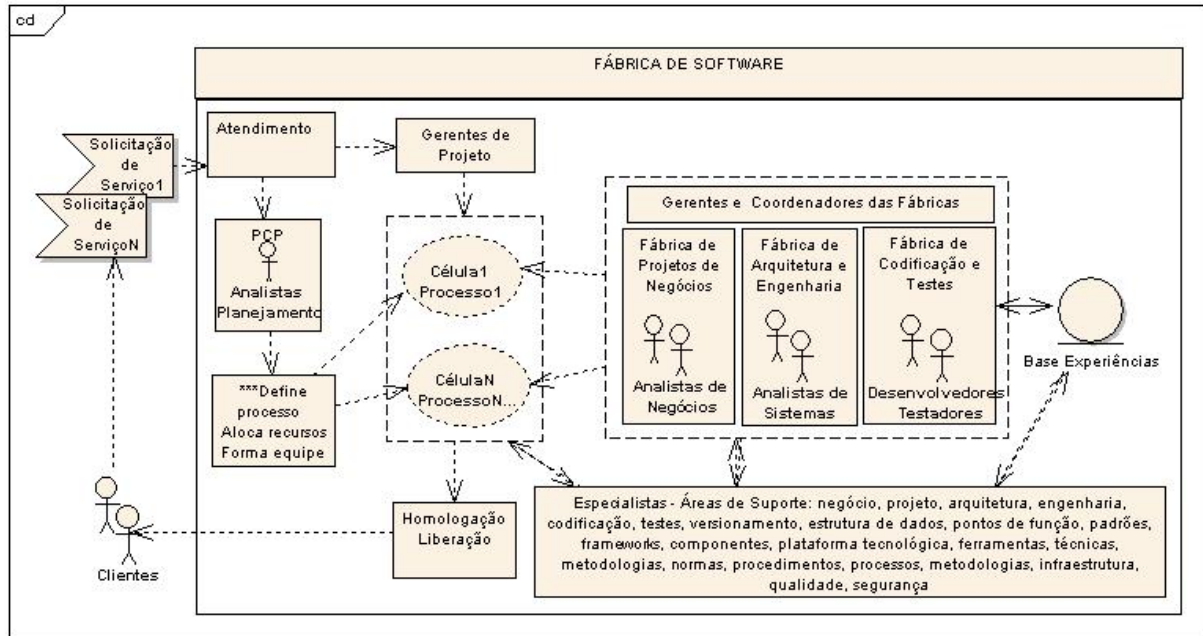 cd
FÁBRICA DE SOFTWARE
Solicitação
de
Serviço1
Solicitação
de
ServiçoN
Atendimento
Gerentes de
Projeto
PCP
Analistas
Planejamento
***Define
processo
Aloca recursos
Forma equipe
Célula1
Processo1
CélulaN
ProcessoN...
Gerentes e Coordenadores das Fábricas
Fábrica de
Projetos de
Negócios
Analistas de
Negócios
Fábrica de
Arquitetura e
Engenharia
Analistas de
Sistemas
Fábrica de
Codificação e
Testes
Desenvolvedores
Testadores
Base Experiências
Homologação
Liberação
Clientes
Especialistas - Áreas de Suporte: negócio, projeto, arquitetura, engenharia,
codificação, testes, versionamento, estrutura de dados, pontos de função, padrões,
frameworks, componentes, plataforma tecnológica, ferramentas, técnicas,
metodologias, normas, procedimentos, processos, metodologias, infraestrutura,
qualidade, segurança